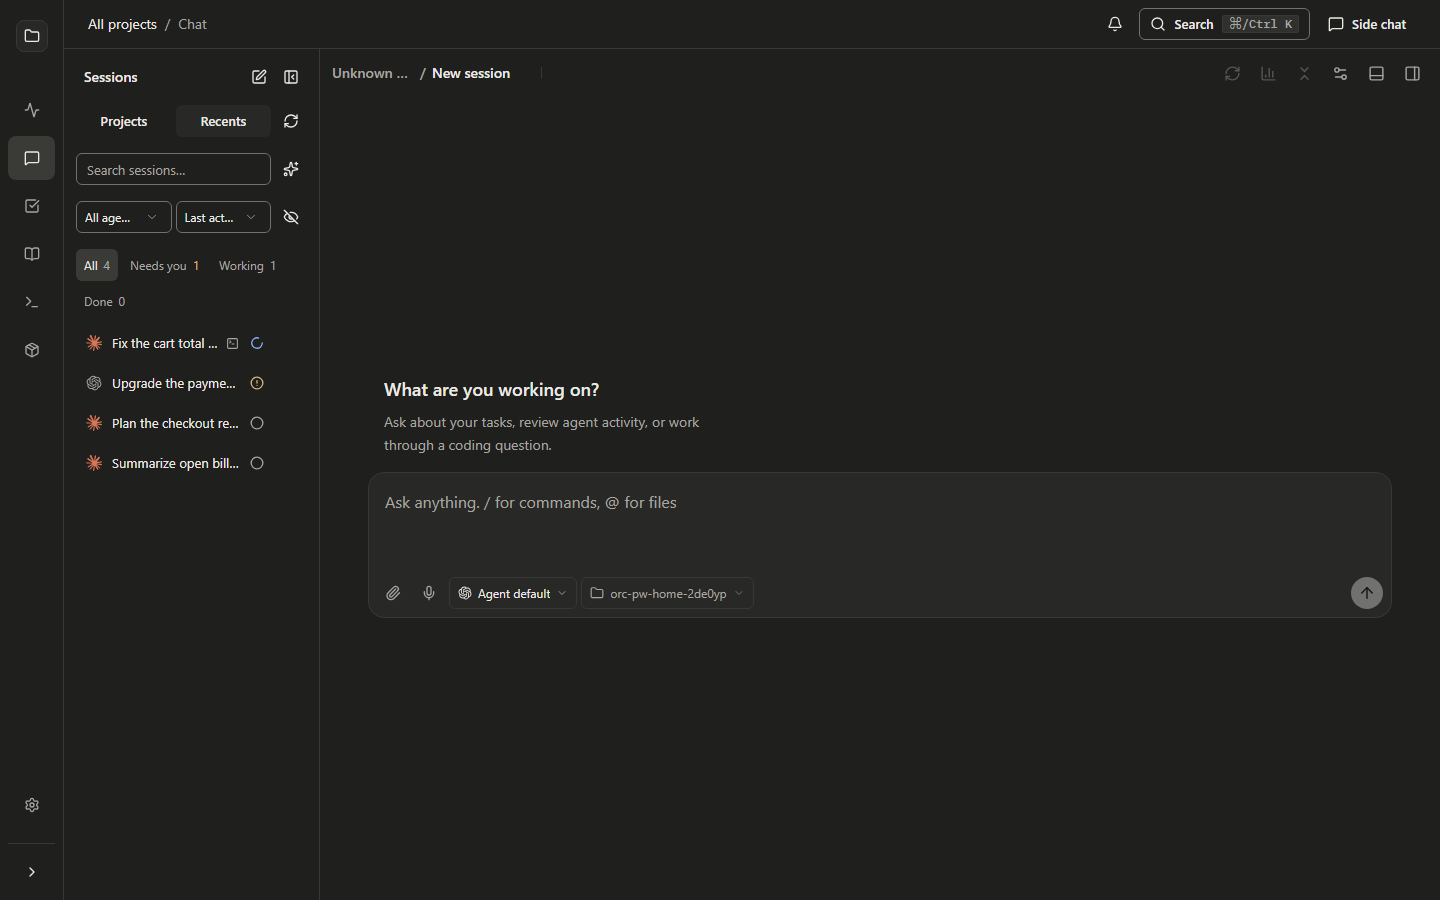 All projects / Chat
Search ⌘/Ctrl K
Side chat
Sessions
Projects
Recents
Search sessions...
All age...
Last act...
All 4
Needs you 1
Working 1
Done 0
Fix the cart total ...
Upgrade the payme...
Plan the checkout re...
Summarize open bill...
Unknown ... / New session
What are you working on?
Ask about your tasks, review agent activity, or work
through a coding question.
Ask anything. / for commands, @ for files
Agent default
orc-pw-home-2de0yp